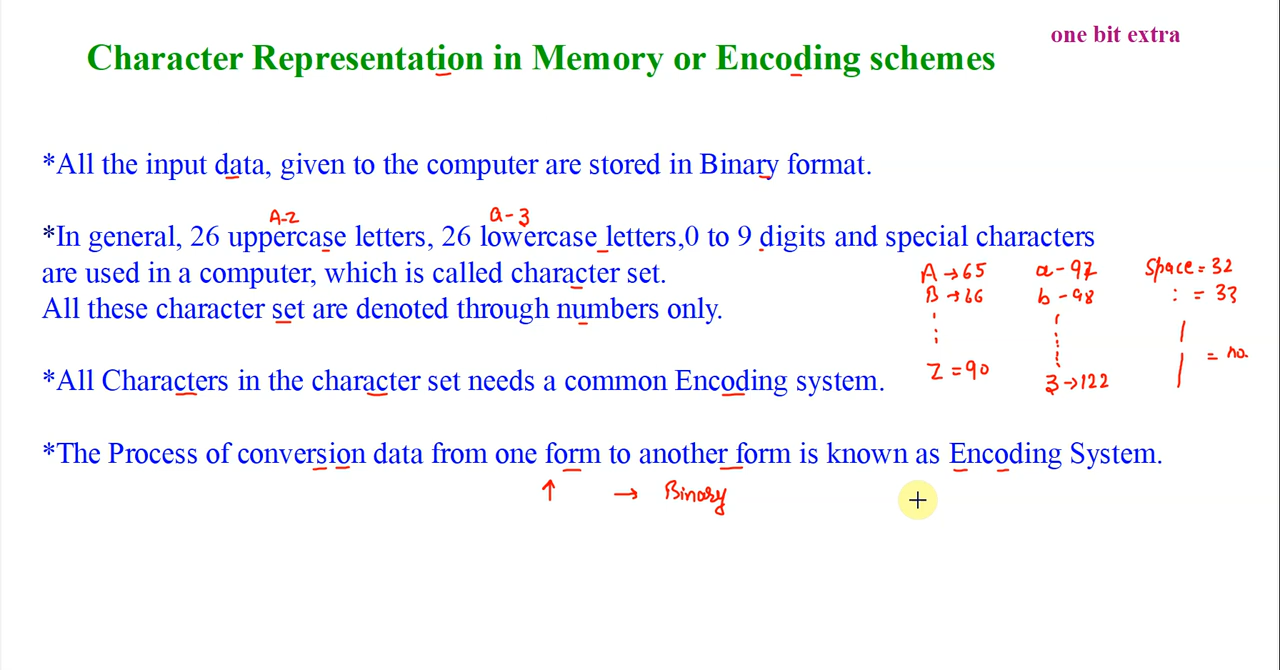 one bit extra
Character Representation in Memory or Encoding schemes
*All the input data, given to the computer are stored in Binary format.
A-Z
a-z
*In general, 26 uppercase letters, 26 lowercase letters,0 to 9 digits and special characters
are used in a computer, which is called character set.
All these character set are denoted through numbers only.
A→65 a-97 Space = 32
B→66 b-98 : = 33
= no.
Z=90 z→122
*All Characters in the character set needs a common Encoding system.
*The Process of conversion data from one form to another form is known as Encoding System.
↑ → Binary